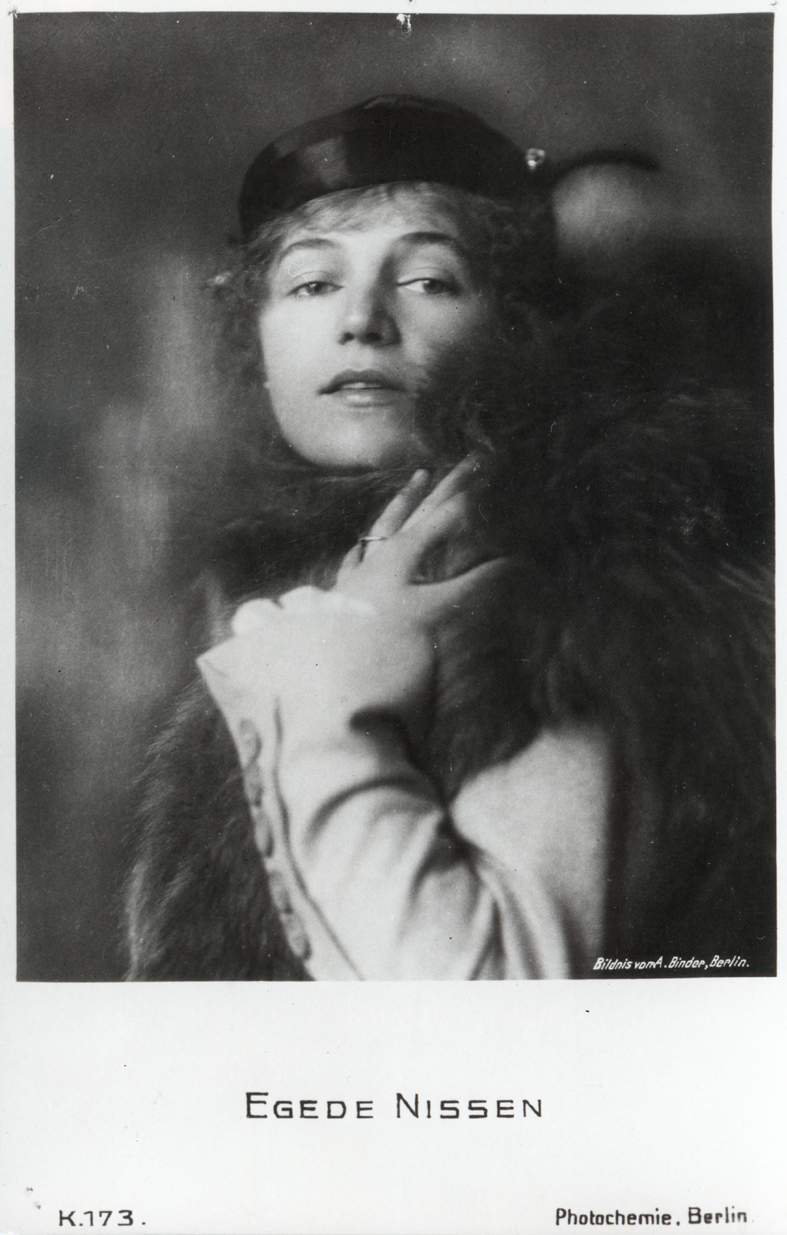 Bildnis von A. Binder, Berlin.
EGEDE NISSEN
K.173.
Photochemie, Berlin